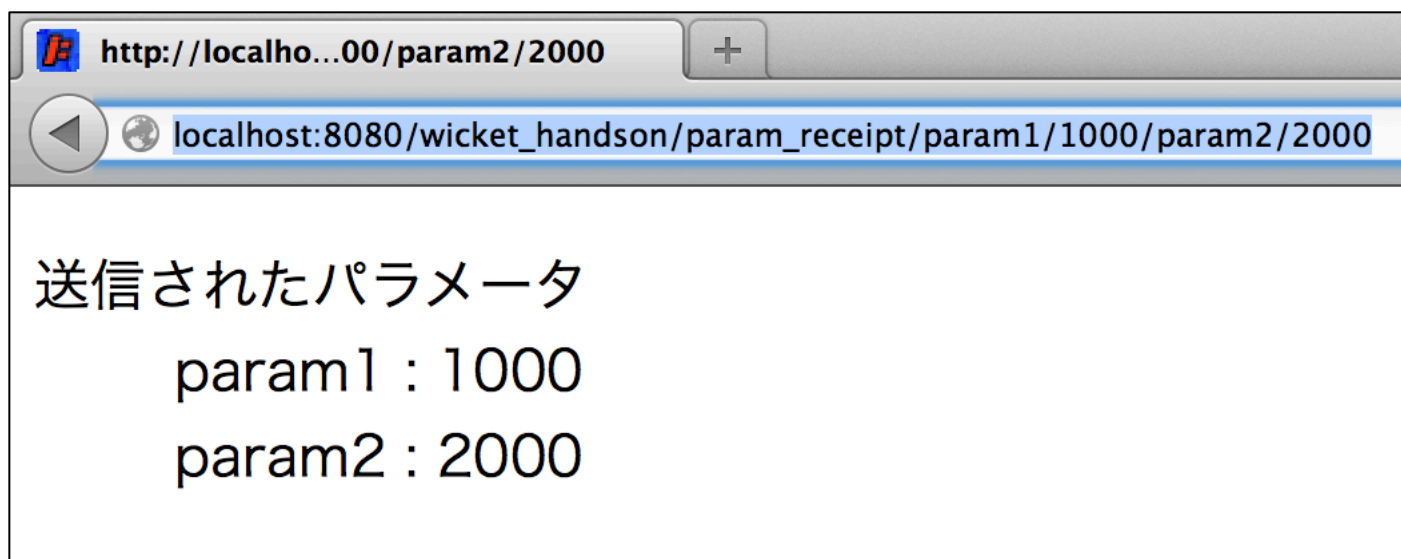 http://localho...00/param2/2000
localhost:8080/wicket_handson/param_receipt/param1/1000/param2/2000
送信されたパラメータ
param1 : 1000
param2 : 2000